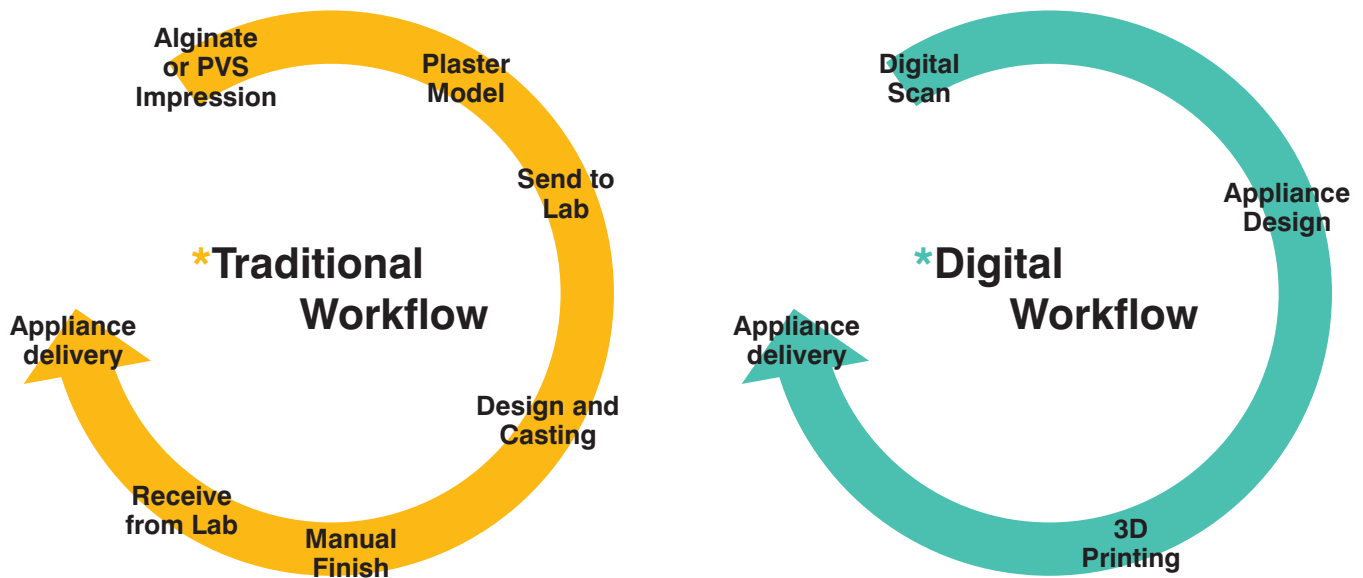 Alginate
or PVS
Impression
Plaster
Model
Send to
Lab
*Traditional
Workflow
Design and
Casting
Manual
Finish
Receive
from Lab
Appliance
delivery
Digital
Scan
Appliance
Design
*Digital
Workflow
3D
Printing
Appliance
delivery